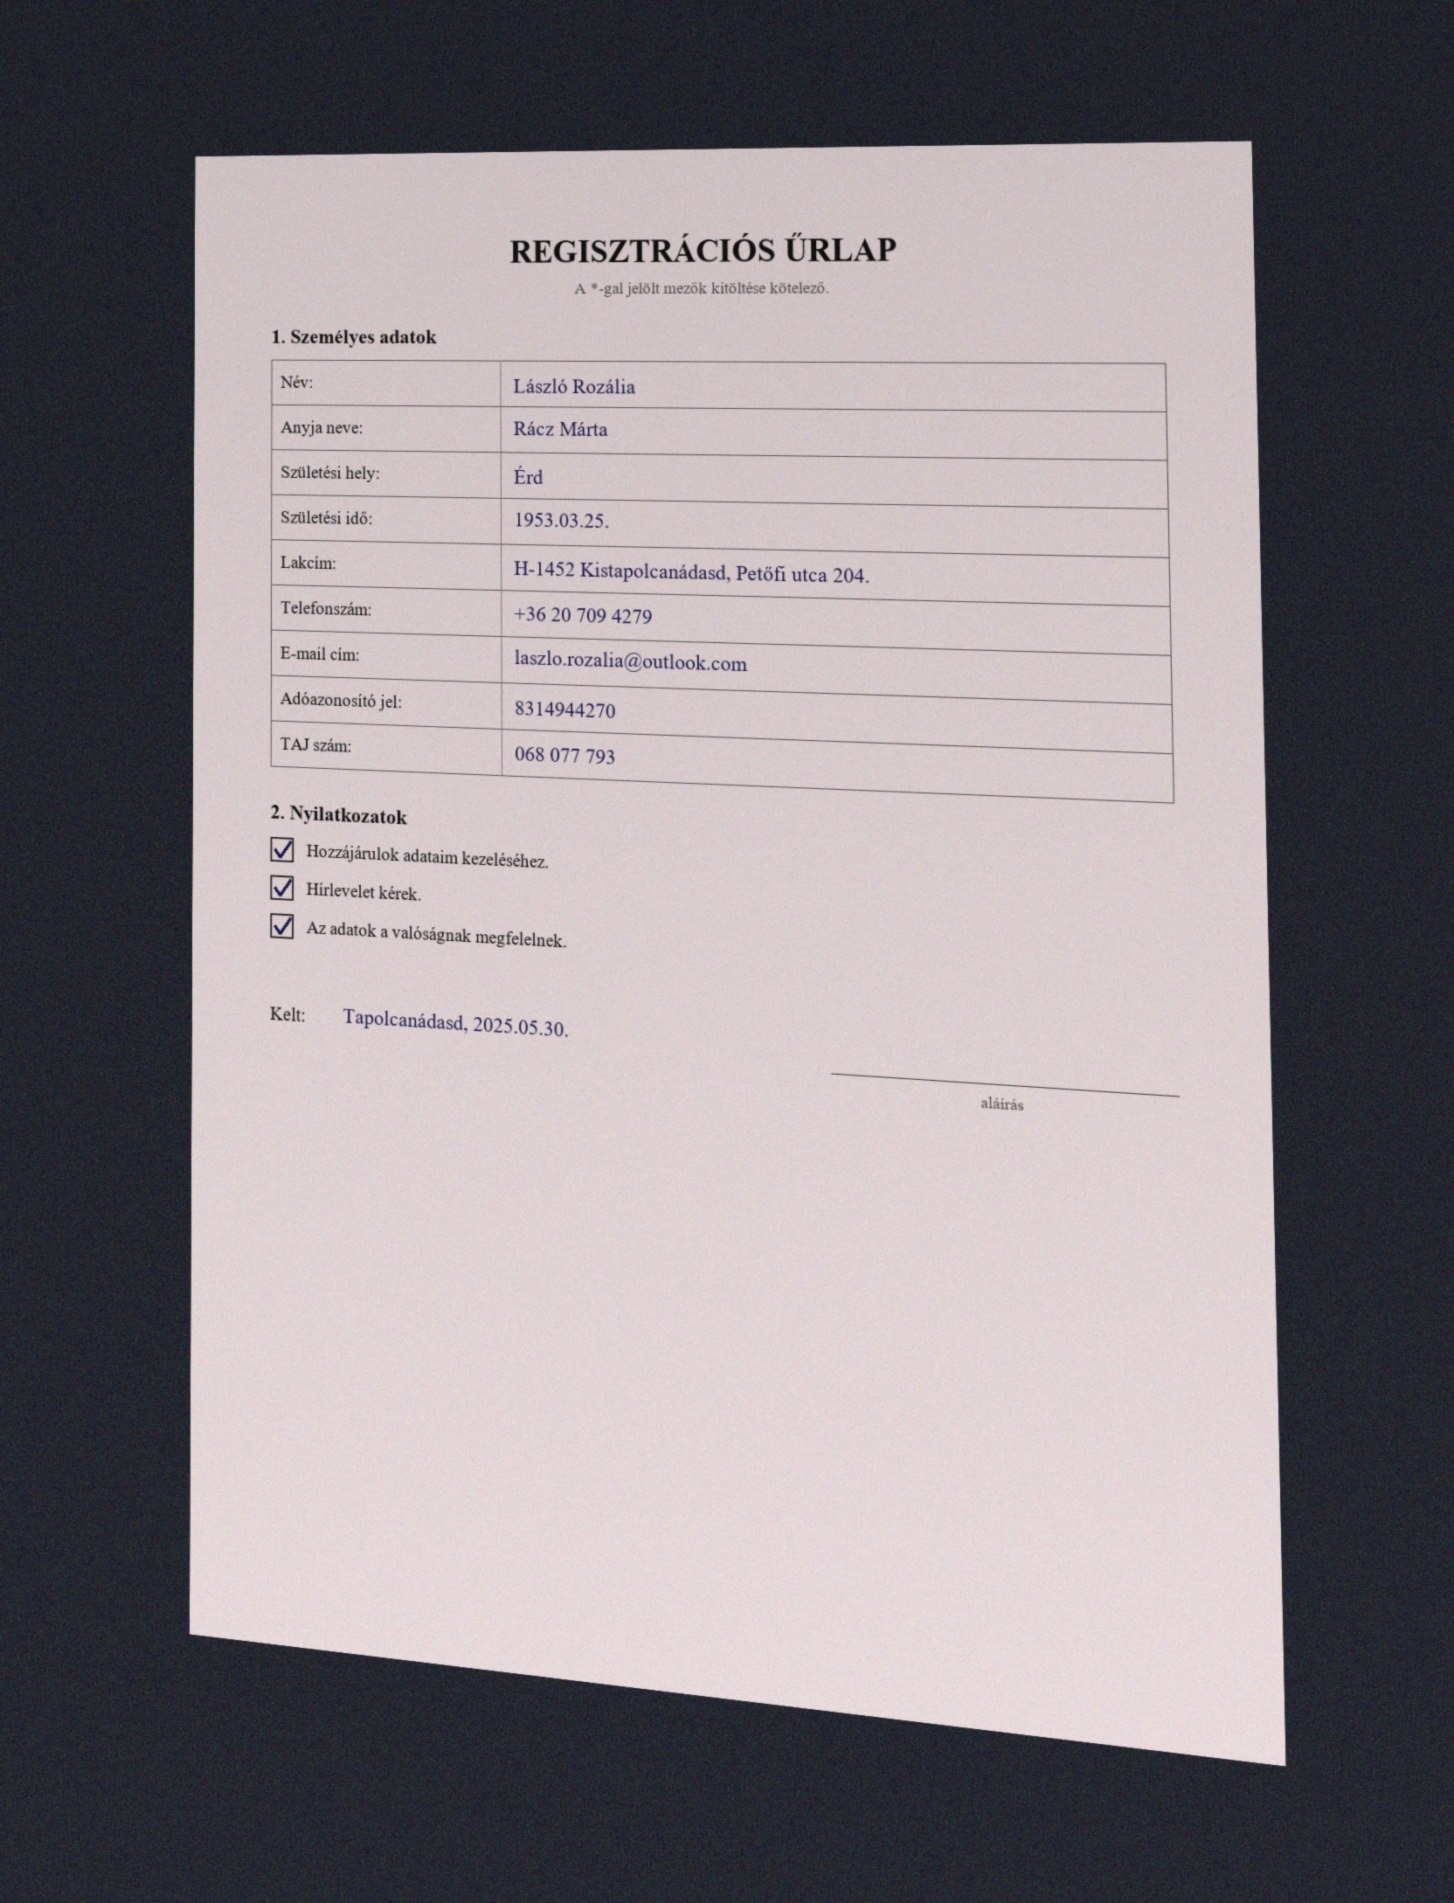 REGISZTRÁCIÓS ŰRLAP
A *-gal jelölt mezők kitöltése kötelező.
1. Személyes adatok
Név: László Rozália
Anyja neve: Rácz Márta
Születési hely: Érd
Születési idő: 1953.03.25.
Lakcím: H-1452 Kistapolcanádasd, Petőfi utca 204.
Telefonszám: +36 20 709 4279
E-mail cím: laszlo.rozalia@outlook.com
Adóazonosító jel: 8314944270
TAJ szám: 068 077 793
2. Nyilatkozatok
Hozzájárulok adataim kezeléséhez.
Hírlevelet kérek.
Az adatok a valóságnak megfelelnek.
Kelt: Tapolcanádasd, 2025.05.30.
aláírás